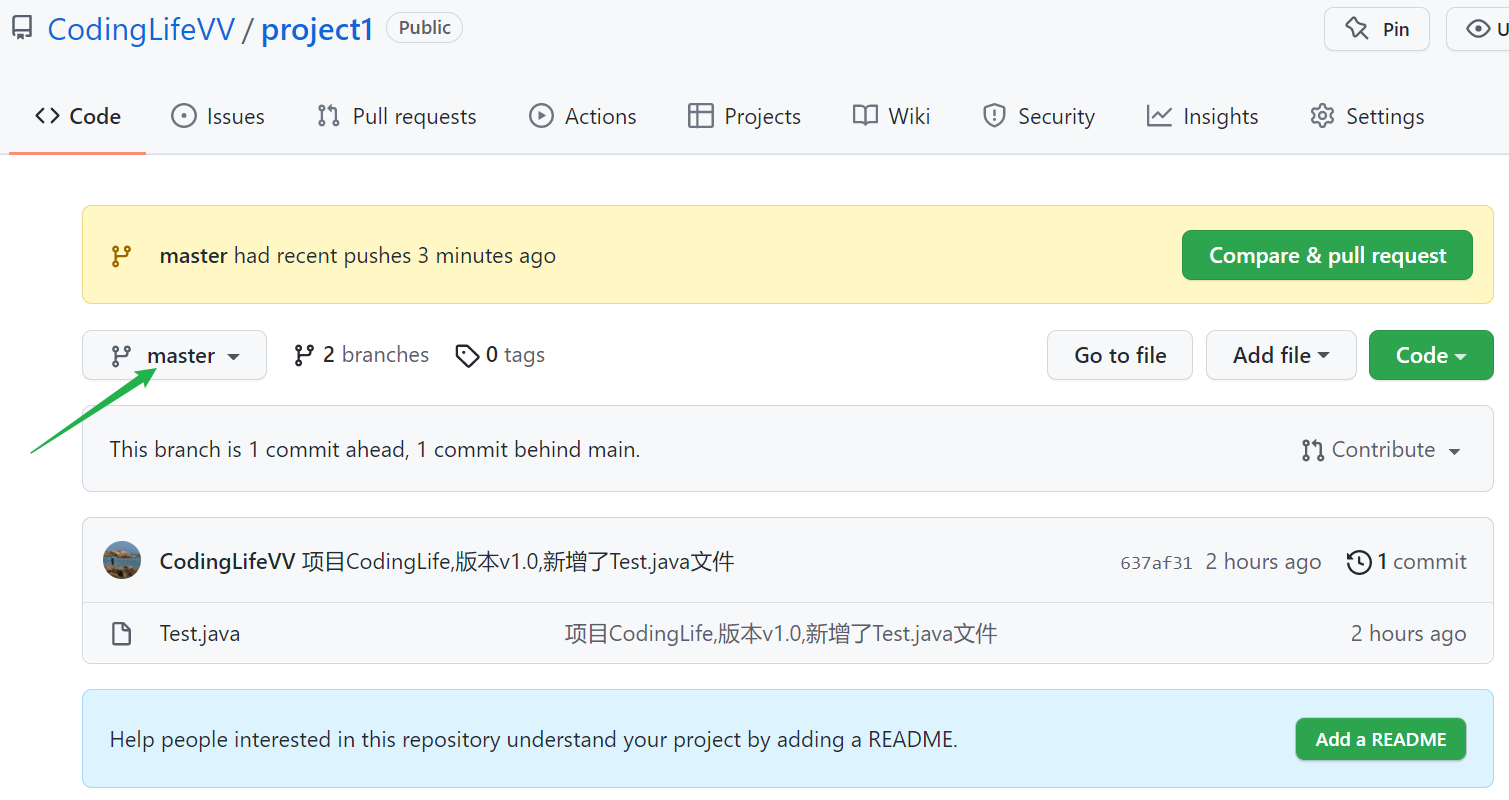 CodingLifeVV / project1 Public Pin U
Code Issues Pull requests Actions Projects Wiki Security Insights Settings
master had recent pushes 3 minutes ago Compare & pull request
master 2 branches 0 tags Go to file Add file Code
This branch is 1 commit ahead, 1 commit behind main. Contribute
CodingLifeVV 项目CodingLife,版本v1.0,新增了Test.java文件 637af31 2 hours ago 1 commit
Test.java 项目CodingLife,版本v1.0,新增了Test.java文件 2 hours ago
Help people interested in this repository understand your project by adding a README. Add a README